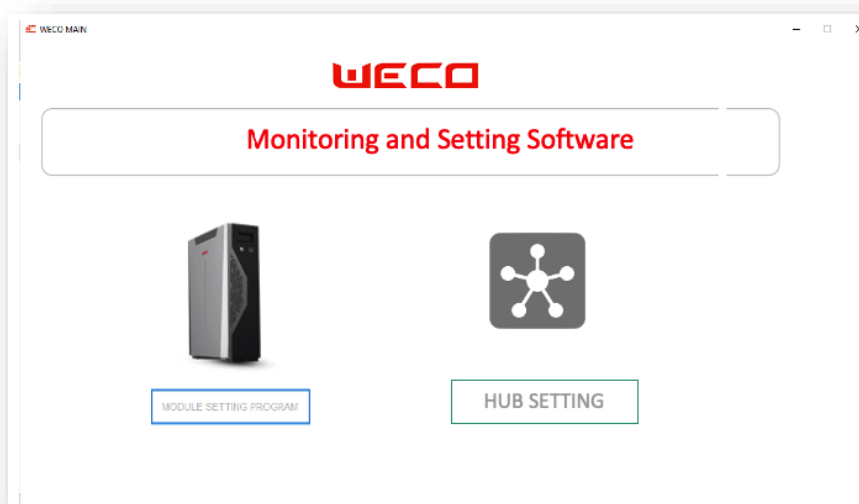 WECO MAIN
WECO
Monitoring and Setting Software
MODULE SETTING PROGRAM
HUB SETTING